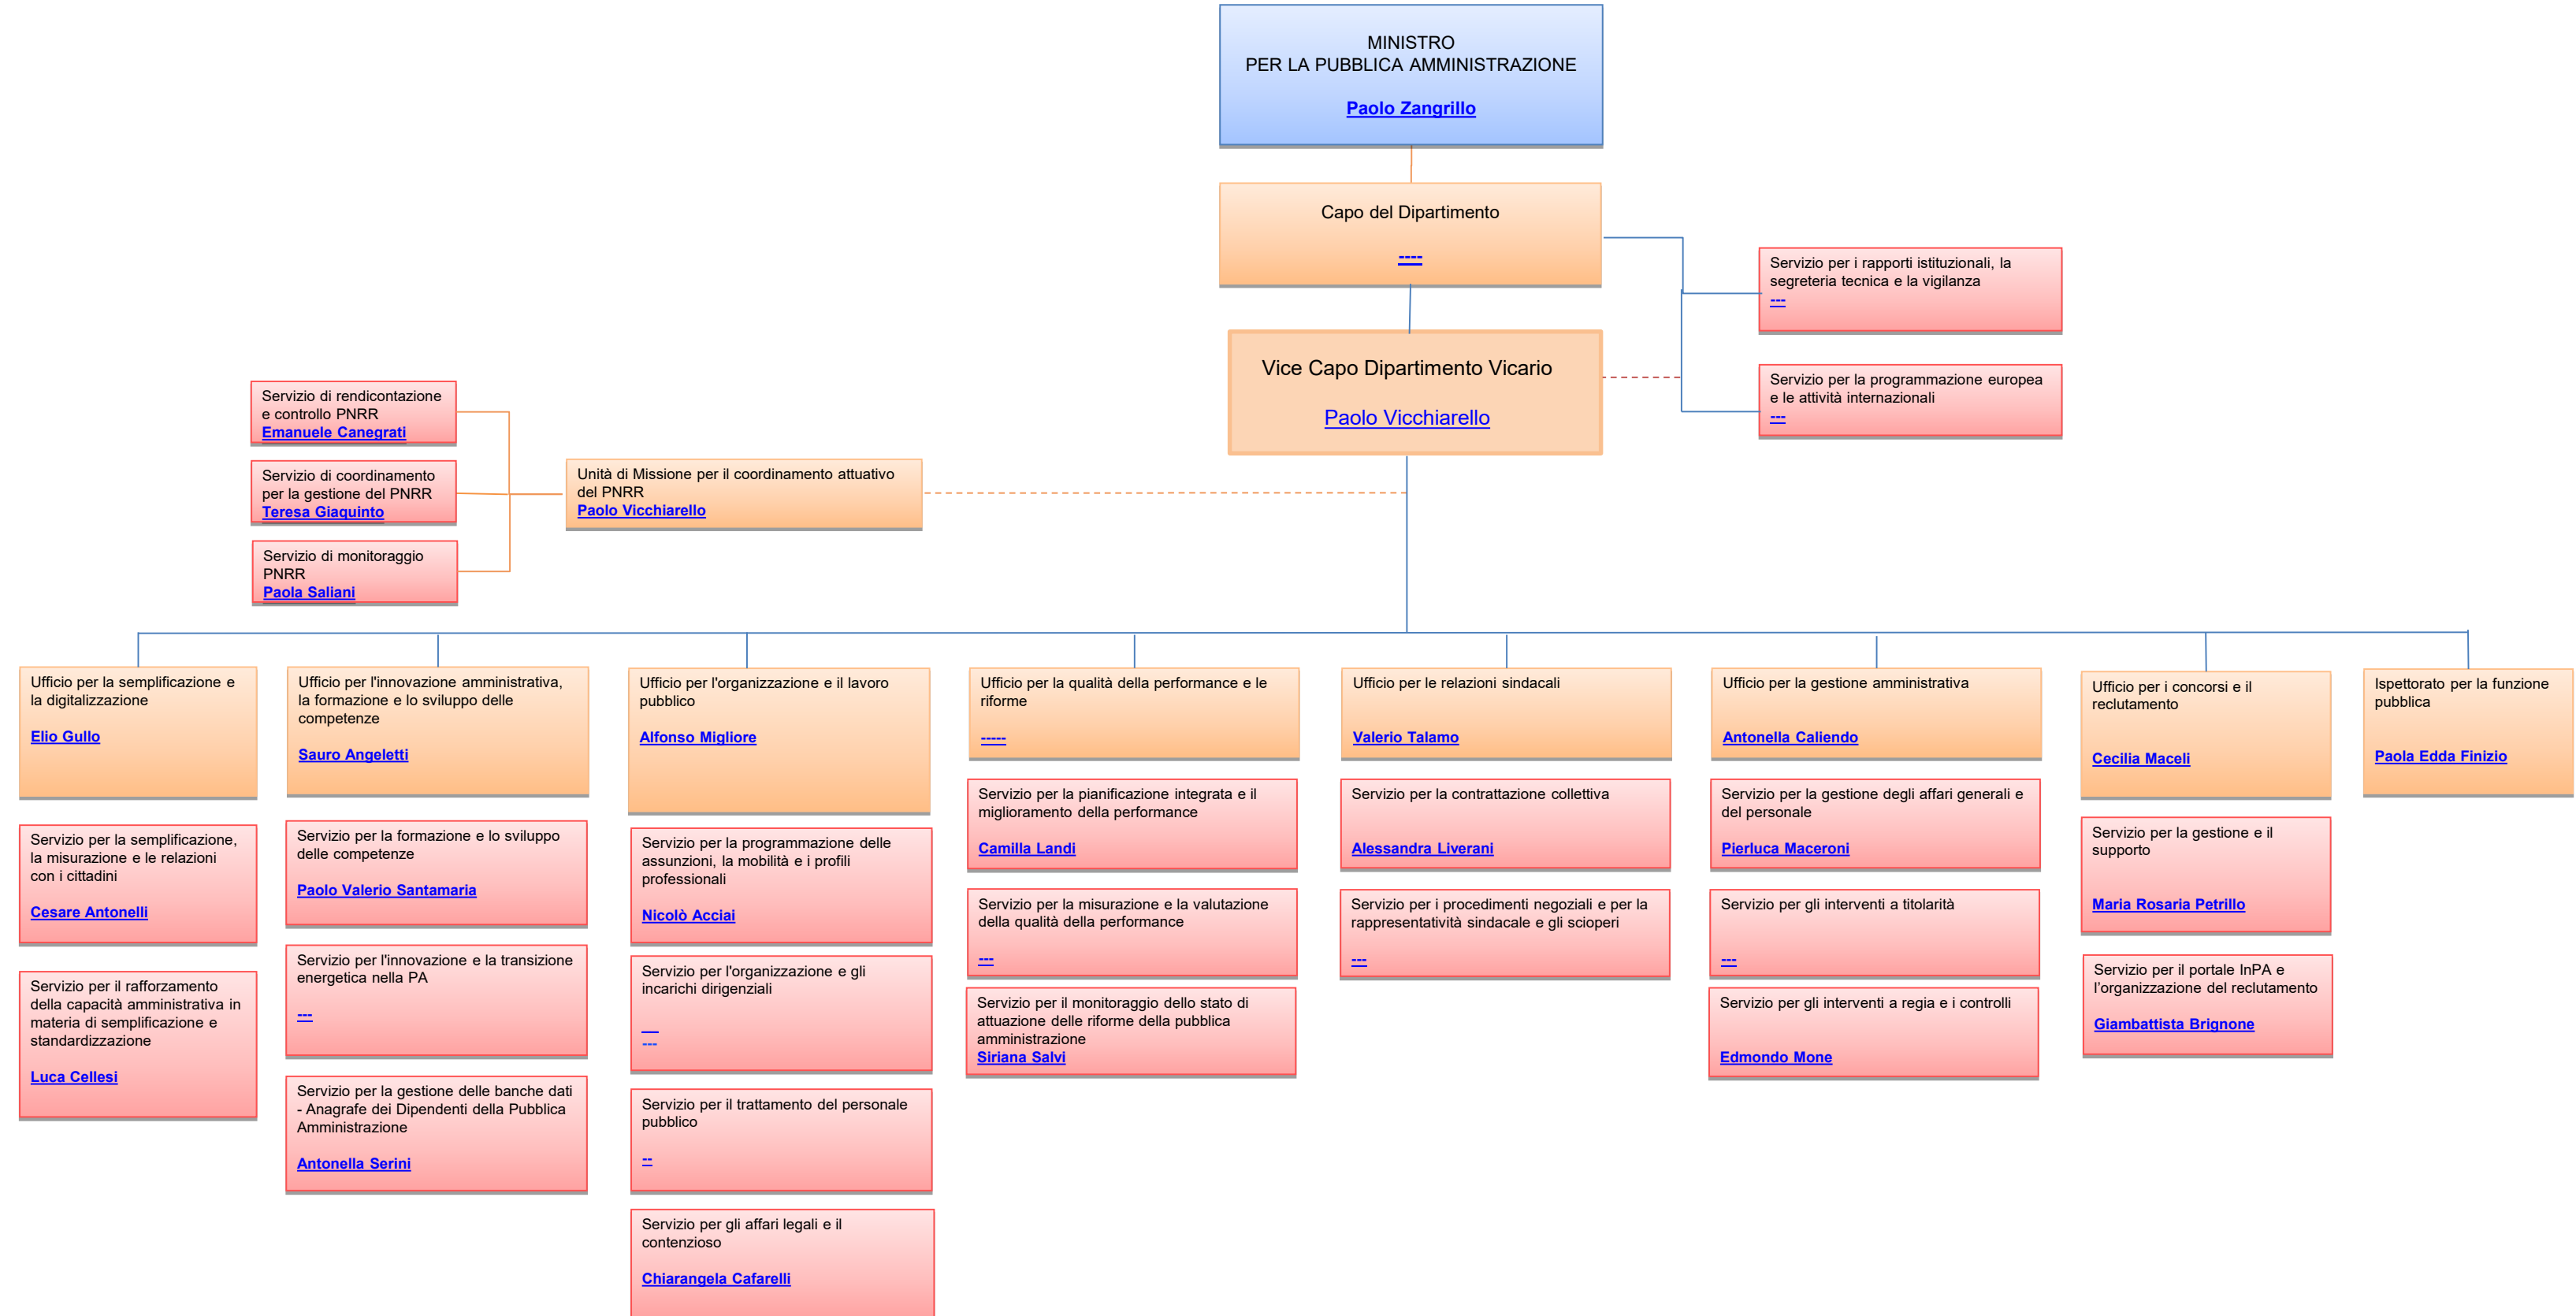 MINISTRO
PER LA PUBBLICA AMMINISTRAZIONE
Paolo Zangrillo
Capo del Dipartimento
----
Servizio per i rapporti istituzionali, la
segreteria tecnica e la vigilanza
---
Vice Capo Dipartimento Vicario
Paolo Vicchiarello
Servizio per la programmazione europea
e le attività internazionali
---
Servizio di rendicontazione
e controllo PNRR
Emanuele Canegrati
Servizio di coordinamento
per la gestione del PNRR
Teresa Giaquinto
Servizio di monitoraggio
PNRR
Paola Saliani
Unità di Missione per il coordinamento attuativo
del PNRR
Paolo Vicchiarello
Ufficio per la semplificazione e
la digitalizzazione
Elio Gullo
Servizio per la semplificazione,
la misurazione e le relazioni
con i cittadini
Cesare Antonelli
Servizio per il rafforzamento
della capacità amministrativa in
materia di semplificazione e
standardizzazione
Luca Cellesi
Ufficio per l'innovazione amministrativa,
la formazione e lo sviluppo delle
competenze
Sauro Angeletti
Servizio per la formazione e lo sviluppo
delle competenze
Paolo Valerio Santamaria
Servizio per l'innovazione e la transizione
energetica nella PA
---
Servizio per la gestione delle banche dati
- Anagrafe dei Dipendenti della Pubblica
Amministrazione
Antonella Serini
Ufficio per l'organizzazione e il lavoro
pubblico
Alfonso Migliore
Servizio per la programmazione delle
assunzioni, la mobilità e i profili
professionali
Nicolò Acciai
Servizio per l'organizzazione e gli
incarichi dirigenziali
---
Servizio per il trattamento del personale
pubblico
--
Servizio per gli affari legali e il
contenzioso
Chiarangela Cafarelli
Ufficio per la qualità della performance e le
riforme
-----
Servizio per la pianificazione integrata e il
miglioramento della performance
Camilla Landi
Servizio per la misurazione e la valutazione
della qualità della performance
---
Servizio per il monitoraggio dello stato di
attuazione delle riforme della pubblica
amministrazione
Siriana Salvi
Ufficio per le relazioni sindacali
Valerio Talamo
Servizio per la contrattazione collettiva
Alessandra Liverani
Servizio per i procedimenti negoziali e per la
rappresentatività sindacale e gli scioperi
---
Ufficio per la gestione amministrativa
Antonella Caliendo
Servizio per la gestione degli affari generali e
del personale
Pierluca Maceroni
Servizio per gli interventi a titolarità
---
Servizio per gli interventi a regia e i controlli
Edmondo Mone
Ufficio per i concorsi e il
reclutamento
Cecilia Maceli
Servizio per la gestione e il
supporto
Maria Rosaria Petrillo
Servizio per il portale InPA e
l’organizzazione del reclutamento
Giambattista Brignone
Ispettorato per la funzione
pubblica
Paola Edda Finizio